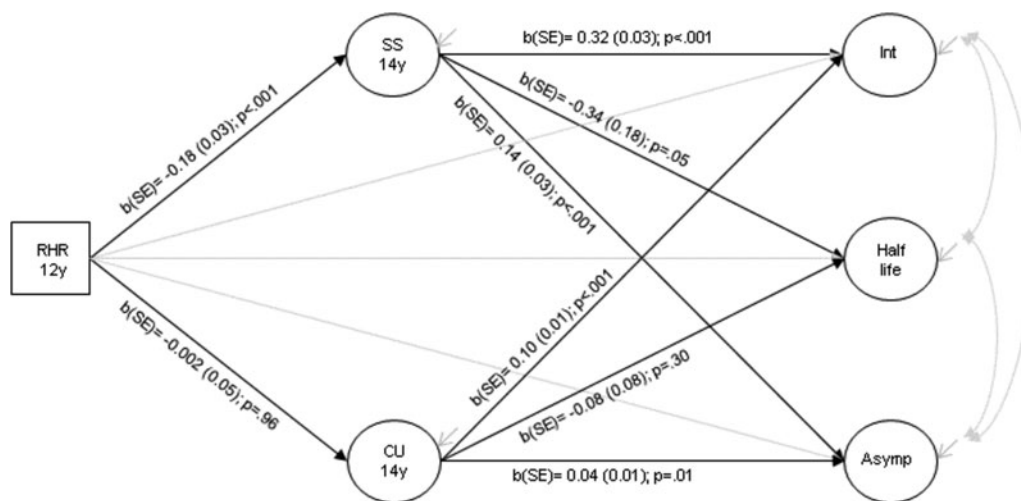 SS
14y
b(SE)= 0.32 (0.03); p<.001
Int
b(SE)= -0.34 (0.18); p=.05
b(SE)= 0.14 (0.03); p<.001
b(SE)= -0.18 (0.03); p<.001
RHR
12y
Half
life
b(SE)= -0.002 (0.05); p=.96
b(SE)= 0.10 (0.01); p<.001
b(SE)= -0.08 (0.08); p=.30
CU
14y
b(SE)= 0.04 (0.01); p=.01
Asymp